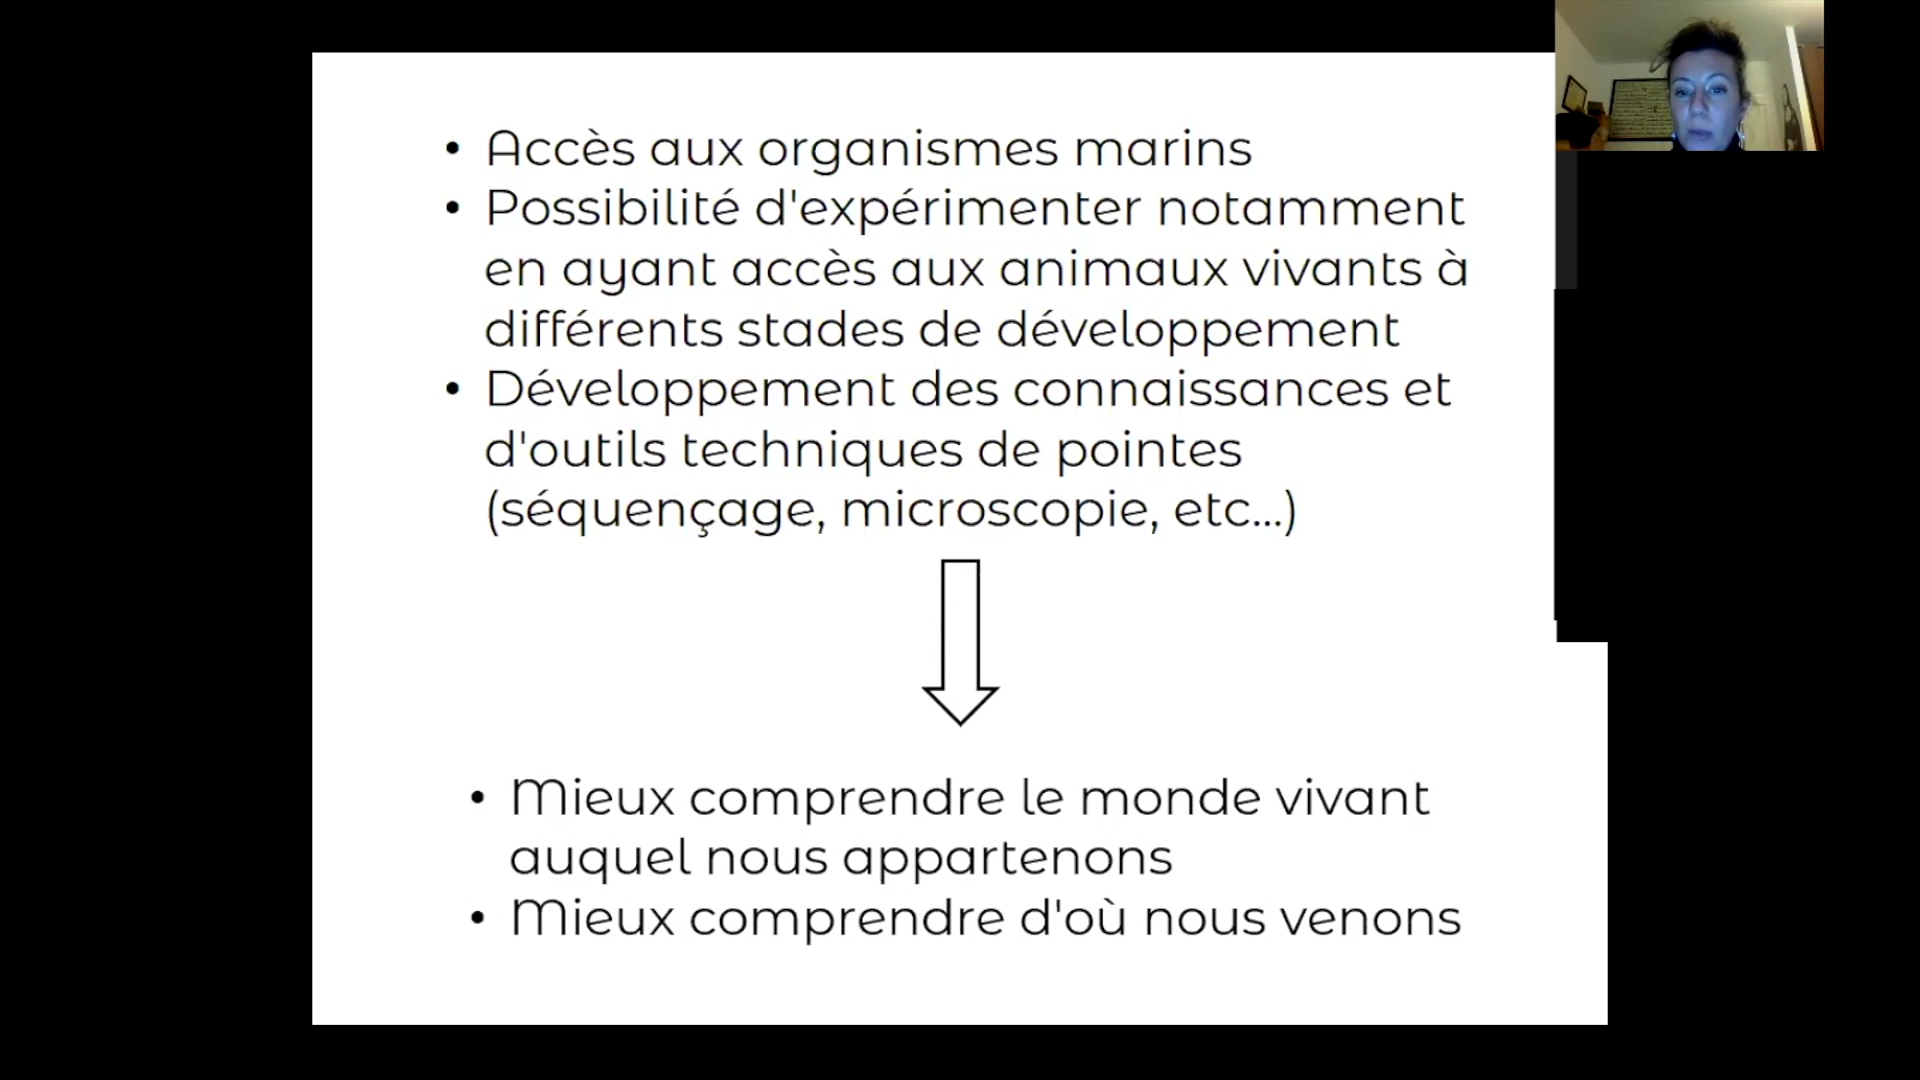 • Accès aux organismes marins
• Possibilité d'expérimenter notamment
en ayant accès aux animaux vivants à
différents stades de développement
• Développement des connaissances et
d'outils techniques de pointes
(séquençage, microscopie, etc...)
• Mieux comprendre le monde vivant
auquel nous appartenons
• Mieux comprendre d'où nous venons